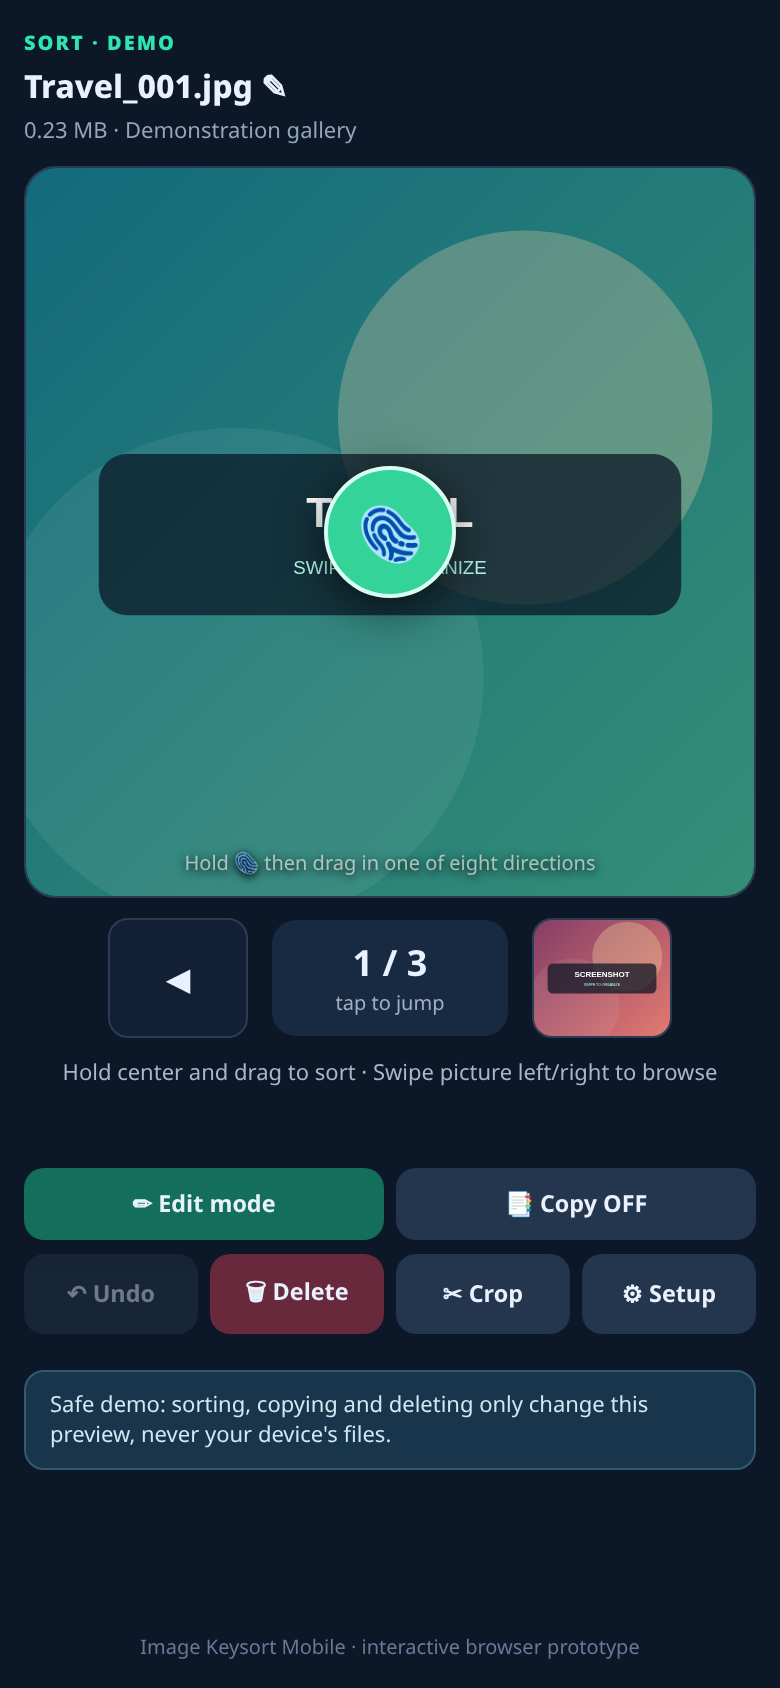 SORT · DEMO
Travel_001.jpg ✎
0.23 MB · Demonstration gallery
Hold then drag in one of eight directions
◀
1 / 3
tap to jump
SCREENSHOT
SWIPE TO ORGANIZE
Hold center and drag to sort · Swipe picture left/right to browse
✏ Edit mode
📑 Copy OFF
↶ Undo
🗑 Delete
✂ Crop
⚙ Setup
Safe demo: sorting, copying and deleting only change this
preview, never your device's files.
Image Keysort Mobile · interactive browser prototype